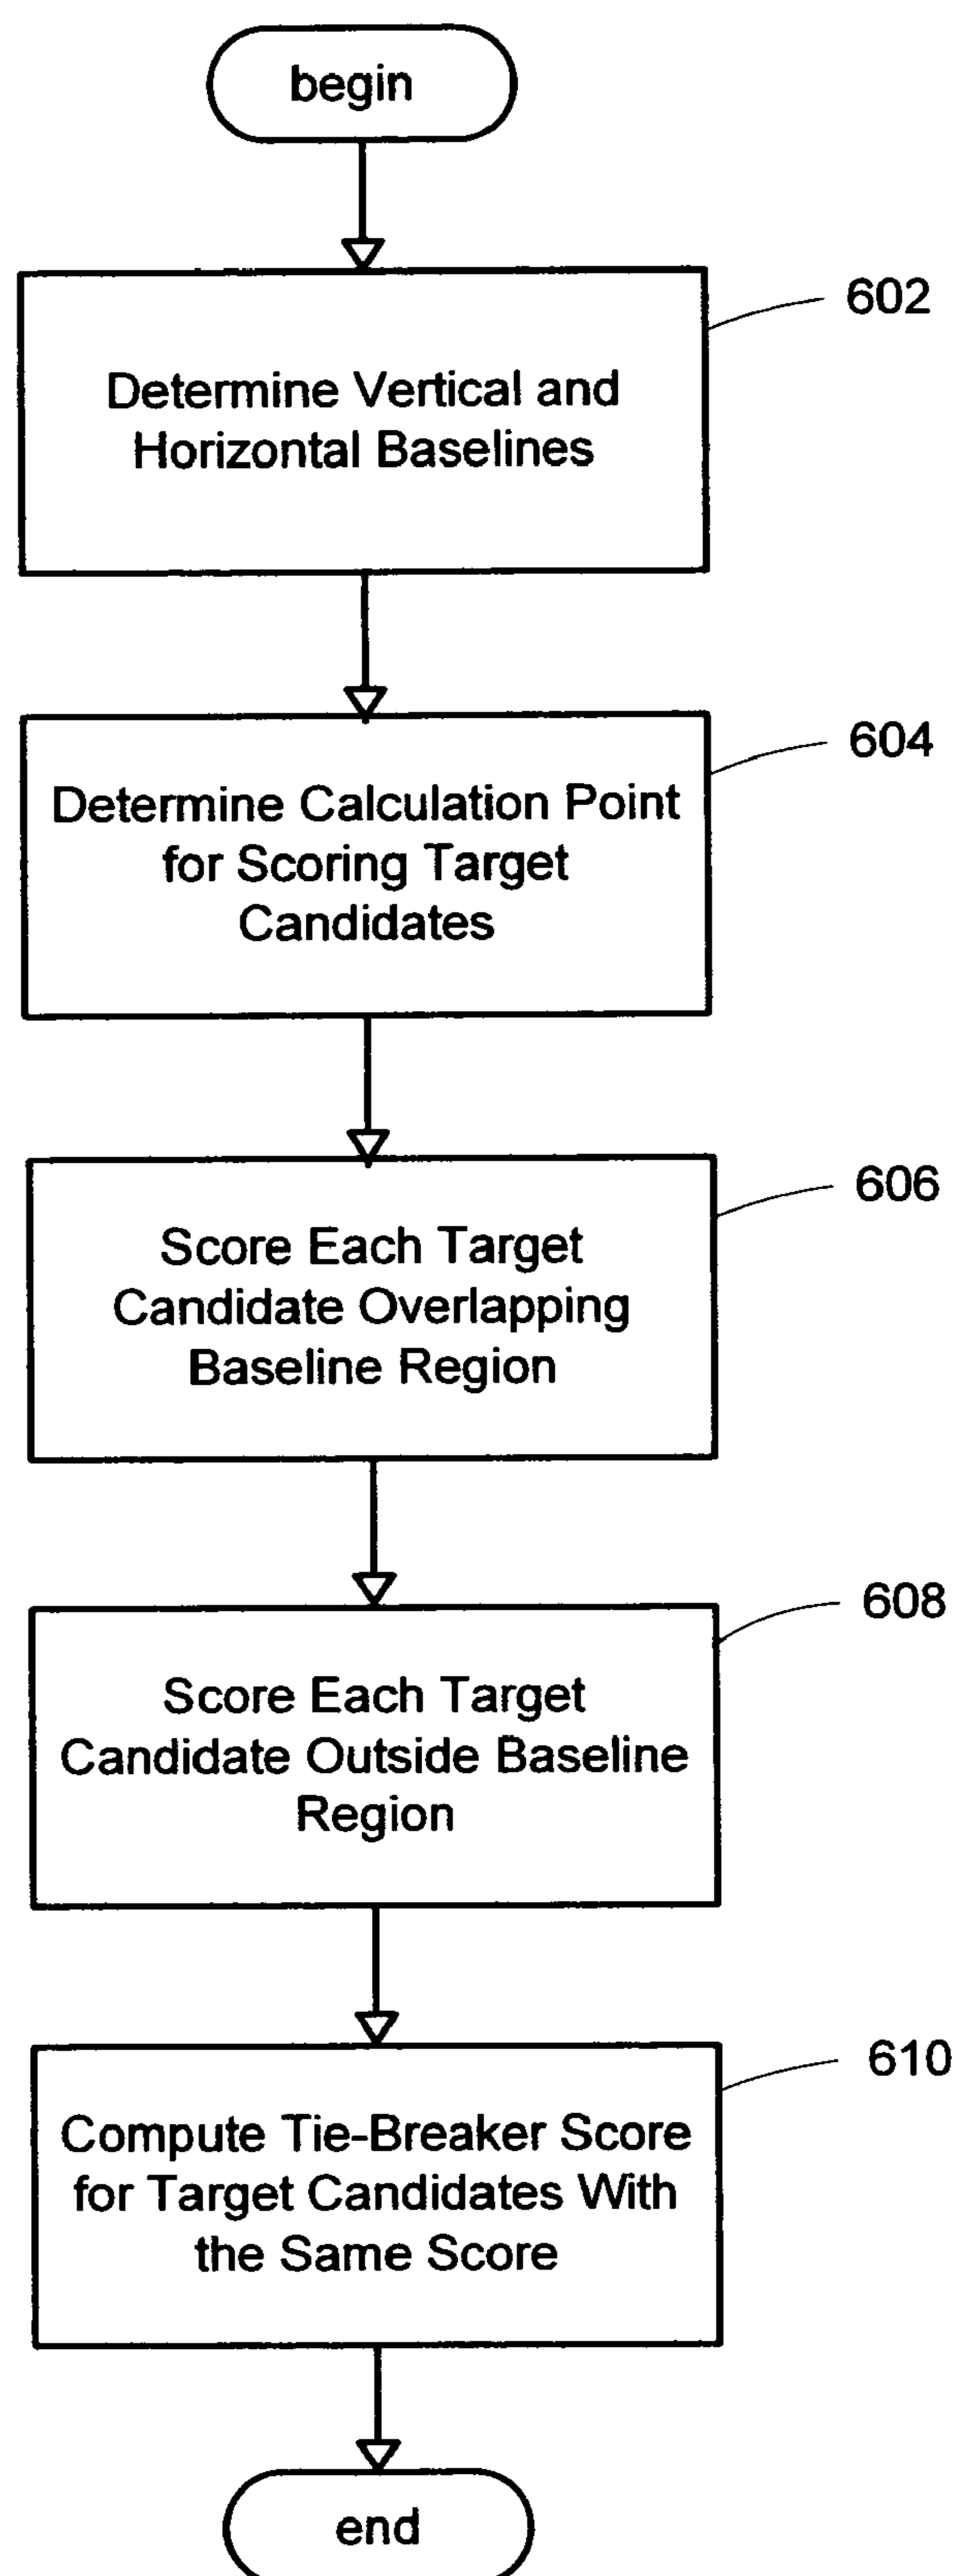 begin
602
Determine Vertical and
Horizontal Baselines
604
Determine Calculation Point
for Scoring Target
Candidates
606
Score Each Target
Candidate Overlapping
Baseline Region
608
Score Each Target
Candidate Outside Baseline
Region
610
Compute Tie-Breaker Score
for Target Candidates With
the Same Score
end